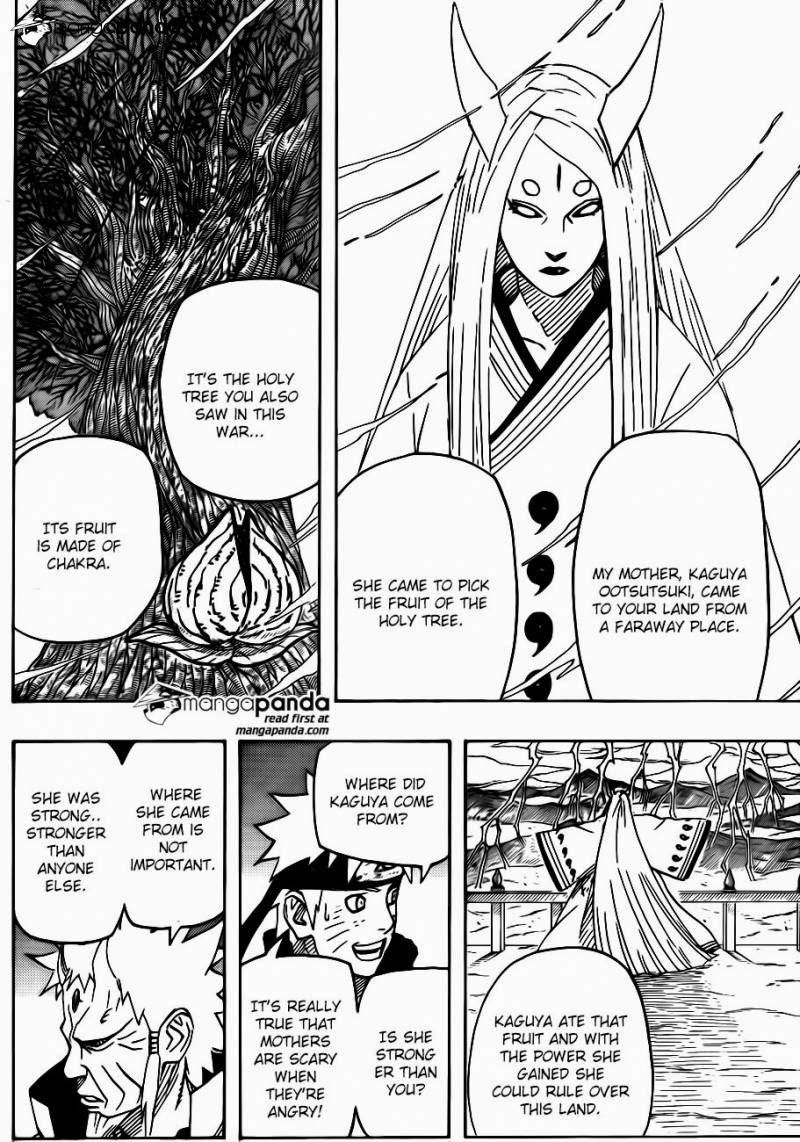 MY MOTHER, KAGUYA
OOTSUTSUKI, CAME
TO YOUR LAND FROM
A FARAWAY PLACE.
SHE CAME TO PICK
THE FRUIT OF THE
HOLY TREE.
IT'S THE HOLY
TREE YOU ALSO
SAW IN THIS
WAR...
ITS FRUIT
IS MADE OF
CHAKRA.
mangapanda
read first at
mangapanda.com
KAGUYA ATE THAT
FRUIT AND WITH
THE POWER SHE
GAINED SHE
COULD RULE OVER
THIS LAND.
WHERE DID
KAGUYA COME
FROM?
IS SHE
STRONG
ER THAN
YOU?
IT'S REALLY
TRUE THAT
MOTHERS
ARE SCARY
WHEN
THEY'RE
ANGRY!
WHERE
SHE CAME
FROM IS
NOT
IMPORTANT.
SHE WAS
STRONG..
STRONGER
THAN
ANYONE
ELSE.